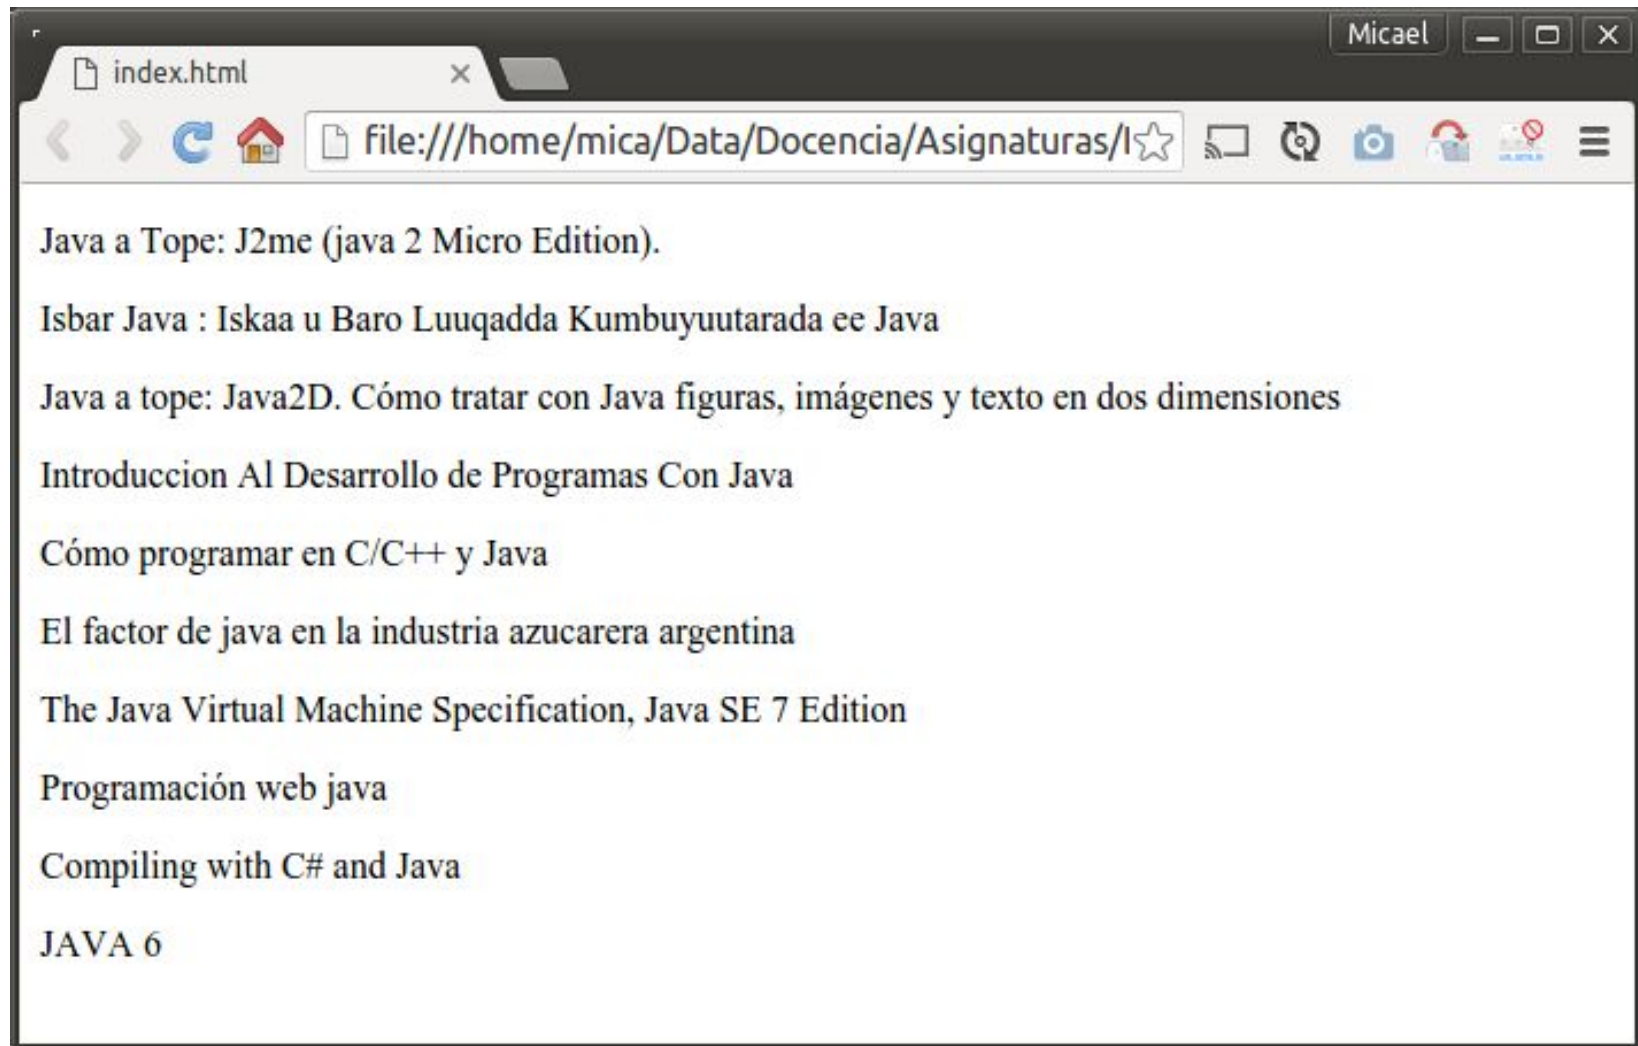 Micael
index.html
file:///home/mica/Data/Docencia/Asignaturas/I
Java a Tope: J2me (java 2 Micro Edition).
Isbar Java : Iskaa u Baro Luuqadda Kumbuyuutarada ee Java
Java a tope: Java2D. Cómo tratar con Java figuras, imágenes y texto en dos dimensiones
Introduccion Al Desarrollo de Programas Con Java
Cómo programar en C/C++ y Java
El factor de java en la industria azucarera argentina
The Java Virtual Machine Specification, Java SE 7 Edition
Programación web java
Compiling with C# and Java
JAVA 6